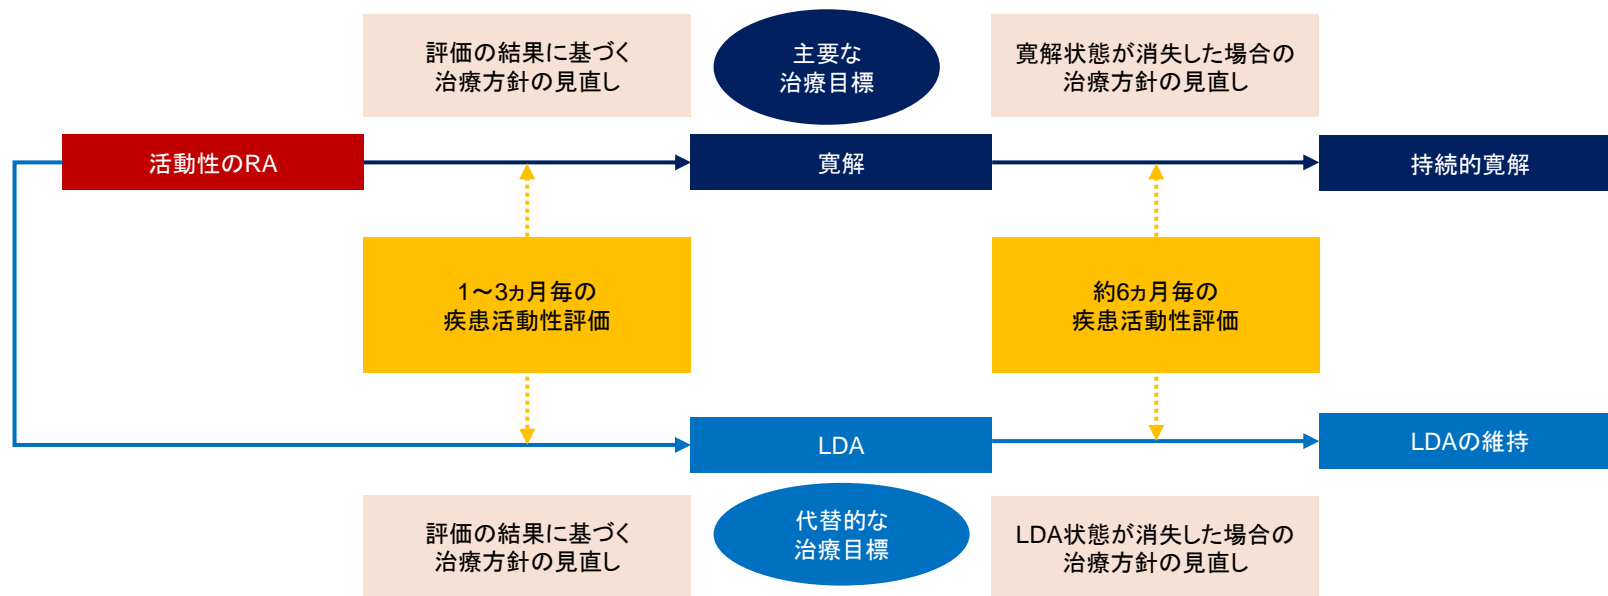 評価の結果に基づく
治療方針の見直し
主要な
治療目標
寛解状態が消失した場合の
治療方針の見直し
活動性のRA
寛解
持続的寛解
1～3ヵ月毎の
疾患活動性評価
約6ヵ月毎の
疾患活動性評価
LDA
LDAの維持
評価の結果に基づく
治療方針の見直し
代替的な
治療目標
LDA状態が消失した場合の
治療方針の見直し